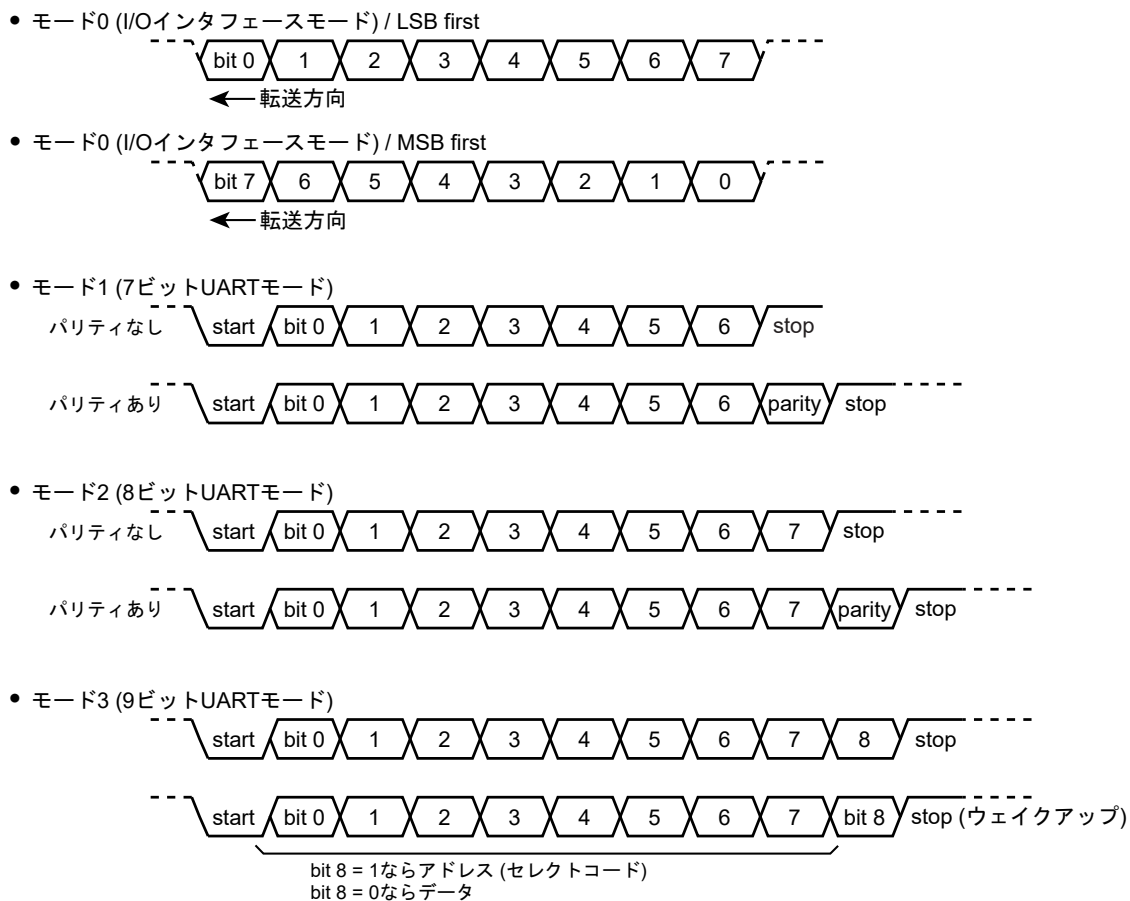 • モード0 (I/Oインタフェースモード) / LSB first
bit 0 1 2 3 4 5 6 7
転送方向
• モード0 (I/Oインタフェースモード) / MSB first
bit 7 6 5 4 3 2 1 0
転送方向
• モード1 (7ビットUARTモード)
パリティなし start bit 0 1 2 3 4 5 6 stop
パリティあり start bit 0 1 2 3 4 5 6 parity stop
• モード2 (8ビットUARTモード)
パリティなし start bit 0 1 2 3 4 5 6 7 stop
パリティあり start bit 0 1 2 3 4 5 6 7 parity stop
• モード3 (9ビットUARTモード)
start bit 0 1 2 3 4 5 6 7 8 stop
start bit 0 1 2 3 4 5 6 7 bit 8 stop (ウェイクアップ)
bit 8 = 1ならアドレス (セレクトコード)
bit 8 = 0ならデータ